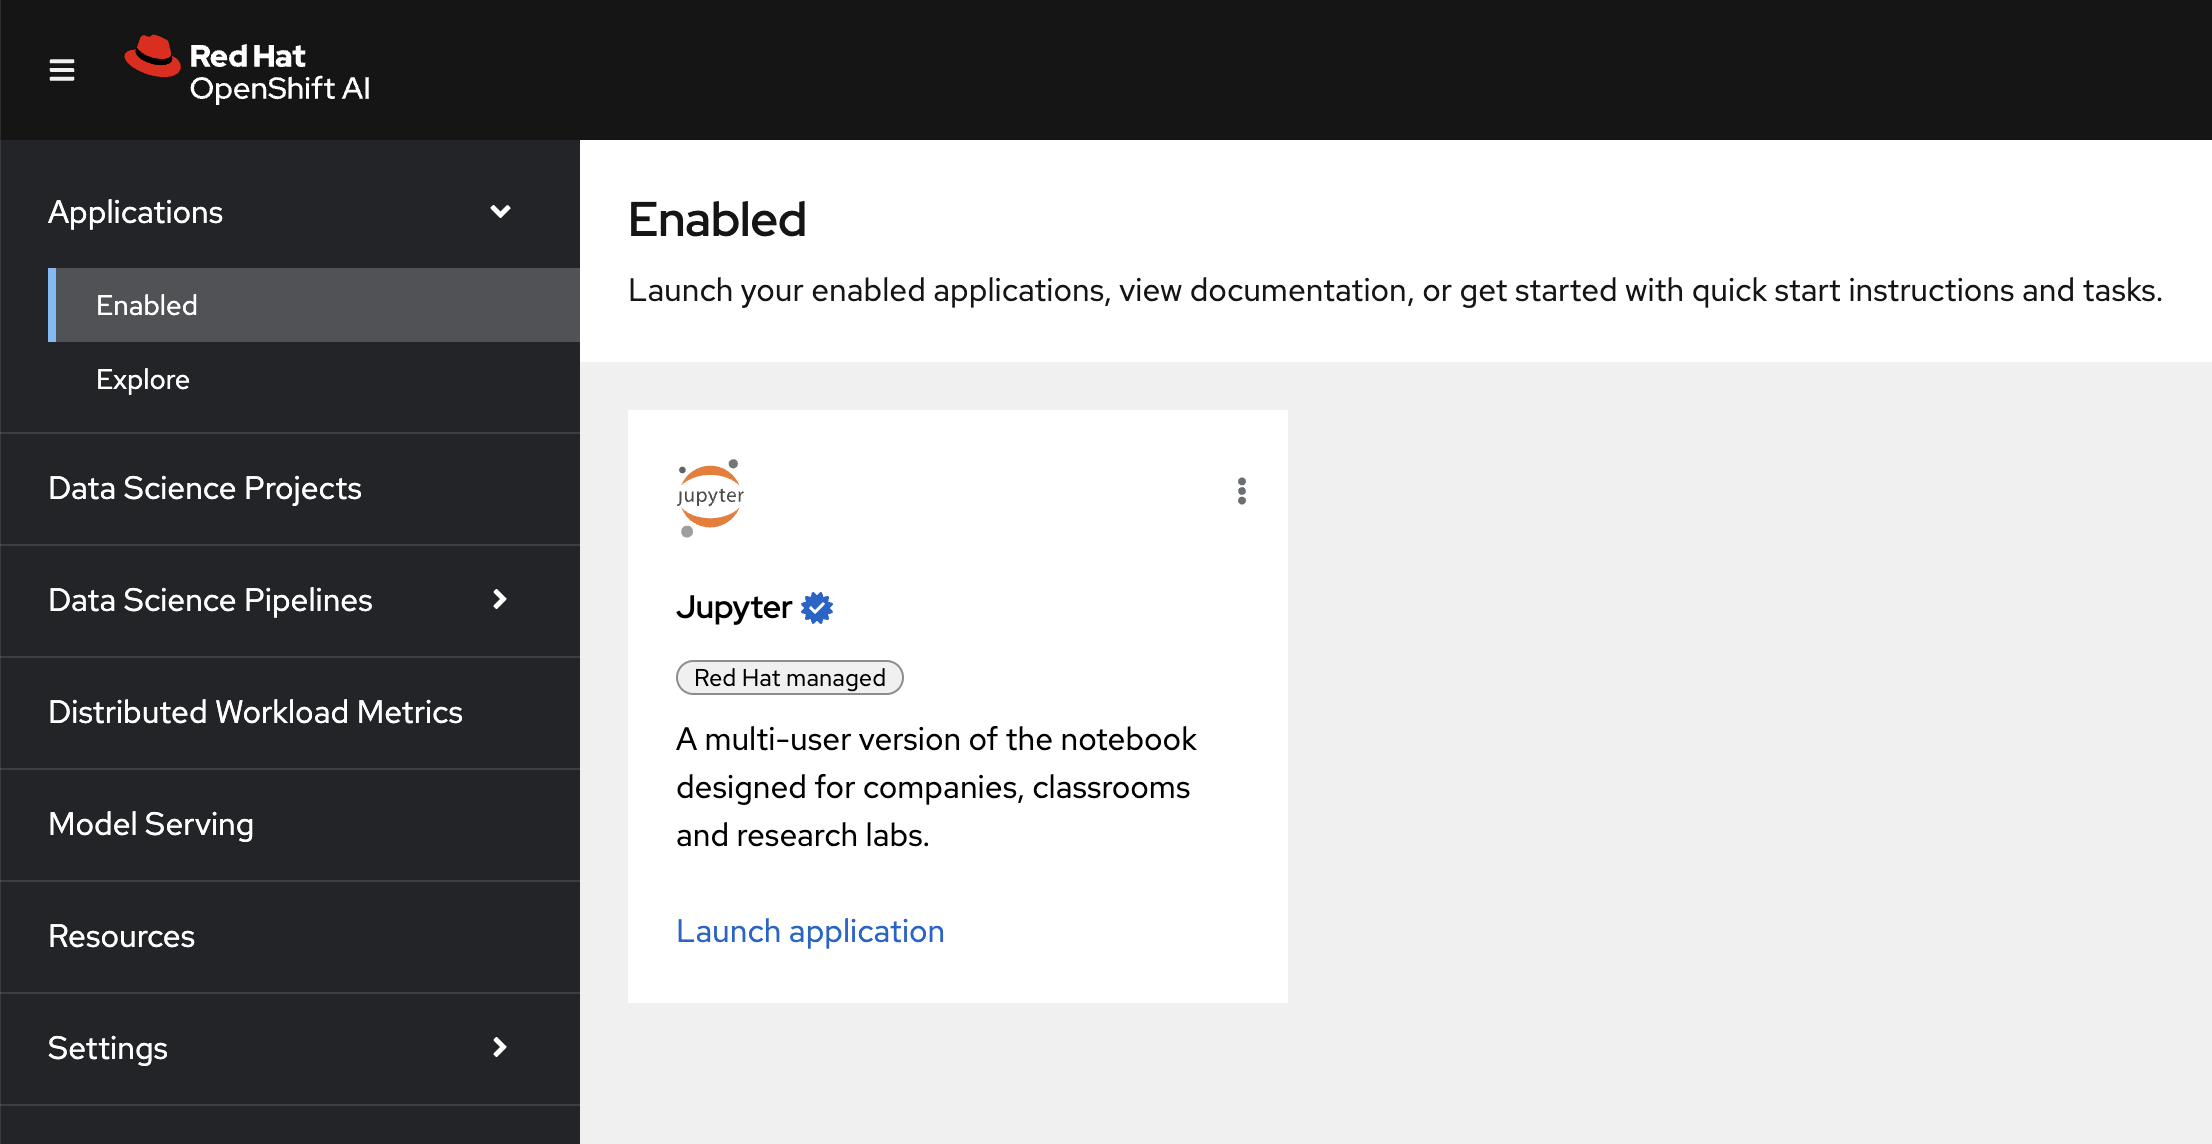 Red Hat
OpenShift AI
Applications
Enabled
Explore
Data Science Projects
Data Science Pipelines
Distributed Workload Metrics
Model Serving
Resources
Settings
Enabled
Launch your enabled applications, view documentation, or get started with quick start instructions and tasks.
jupyter
Jupyter
Red Hat managed
A multi-user version of the notebook
designed for companies, classrooms
and research labs.
Launch application